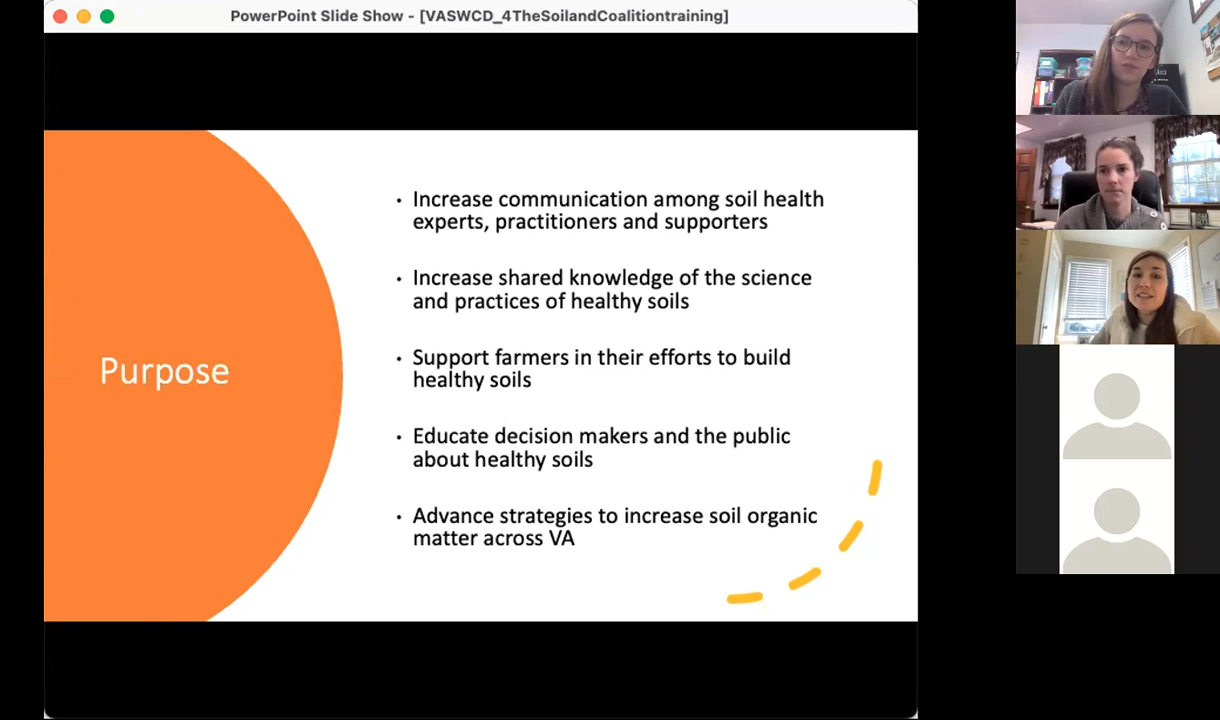 PowerPoint Slide Show - [VASWCD_4TheSoilandCoalitiontraining]
Purpose
• Increase communication among soil health
experts, practitioners and supporters
• Increase shared knowledge of the science
and practices of healthy soils
• Support farmers in their efforts to build
healthy soils
• Educate decision makers and the public
about healthy soils
• Advance strategies to increase soil organic
matter across VA